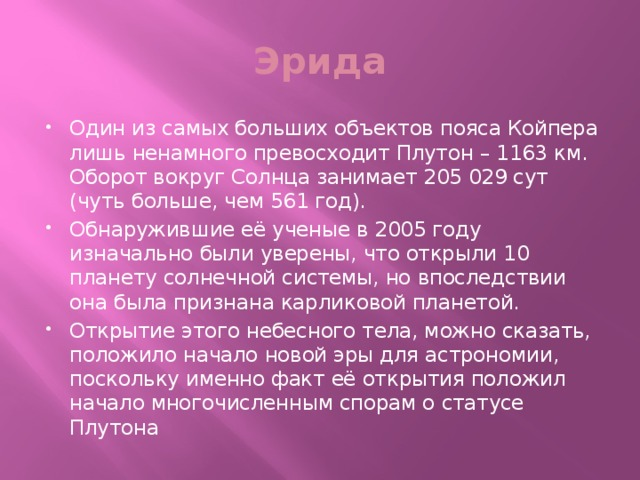 Эрида
• Один из самых больших объектов пояса Койпера
лишь ненамного превосходит Плутон – 1163 км.
Оборот вокруг Солнца занимает 205 029 сут
(чуть больше, чем 561 год).
• Обнаружившие её ученые в 2005 году
изначально были уверены, что открыли 10
планету солнечной системы, но впоследствии
она была признана карликовой планетой.
• Открытие этого небесного тела, можно сказать,
положило начало новой эры для астрономии,
поскольку именно факт её открытия положил
начало многочисленным спорам о статусе
Плутона